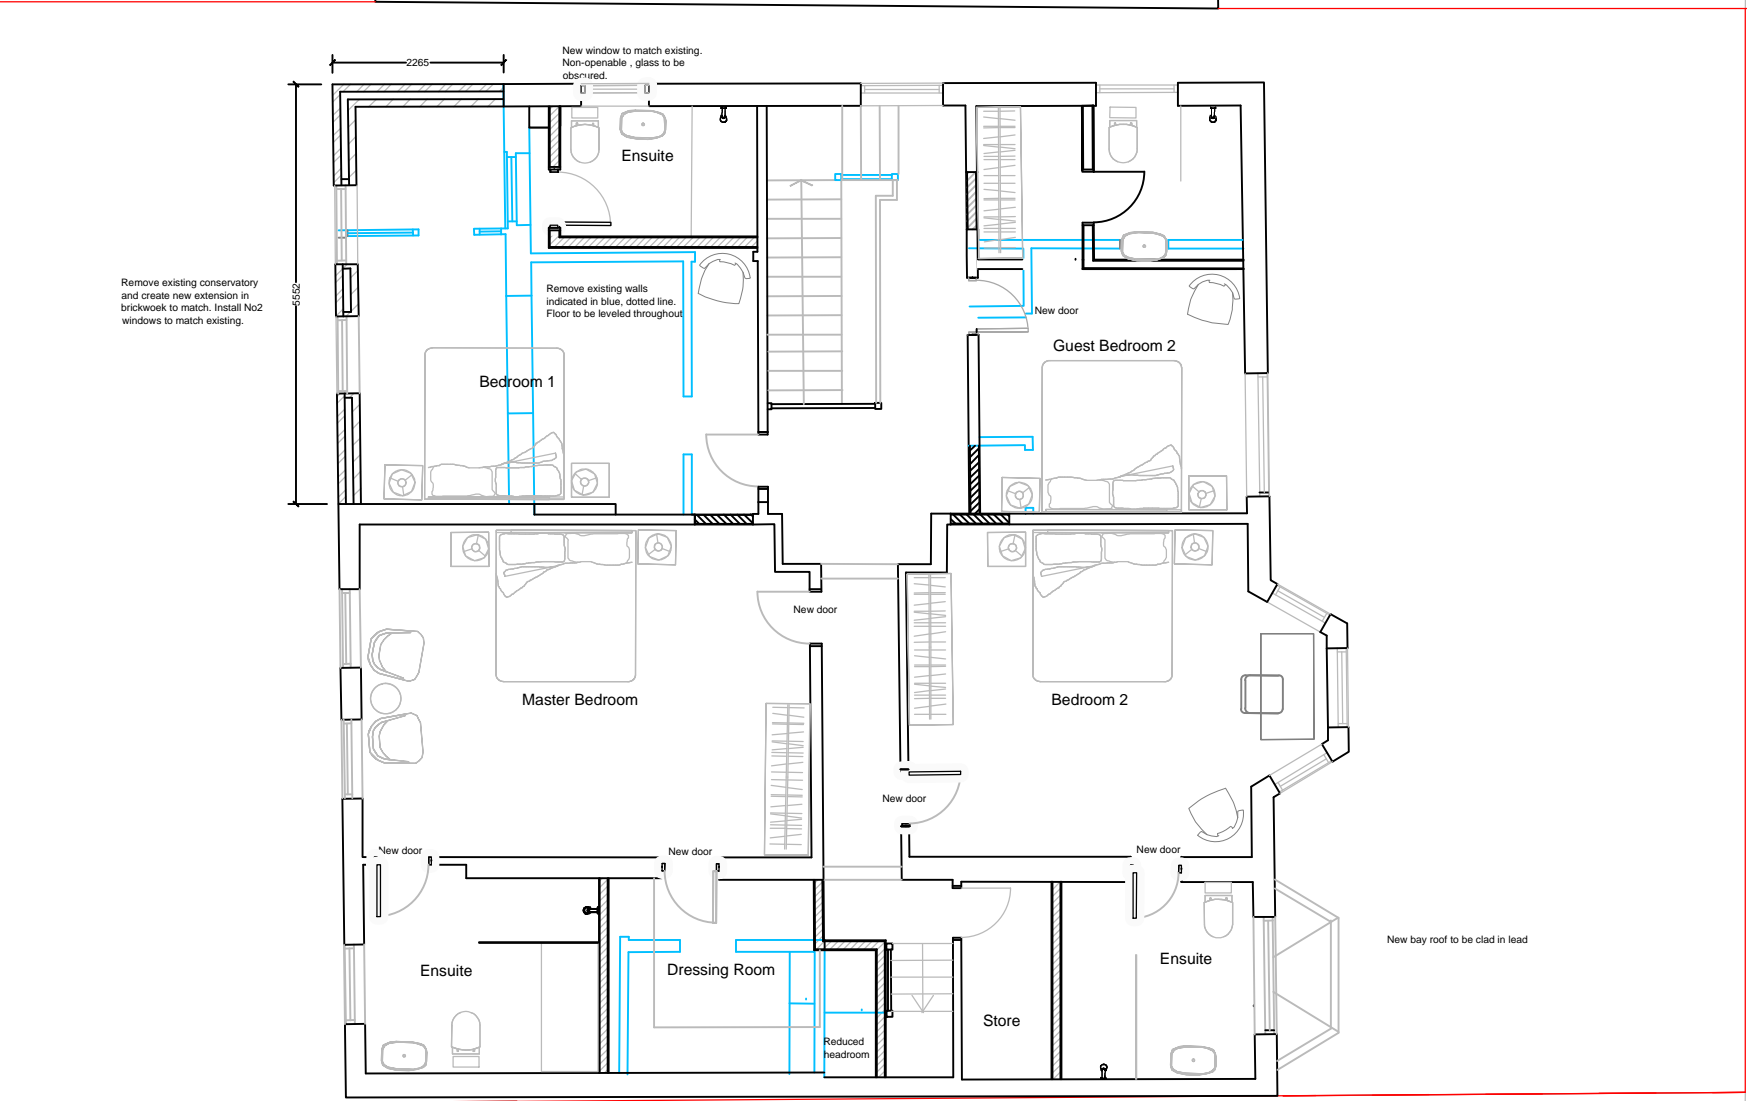 2265
New window to match existing.
Non-openable , glass to be
obscured.
Ensuite
5552
Remove existing conservatory
and create new extension in
brickwoek to match. Install No2
windows to match existing.
Remove existing walls
indicated in blue, dotted line.
Floor to be leveled throughout
New door
Guest Bedroom 2
Bedroom 1
New door
Master Bedroom
Bedroom 2
New door
New door
New door
New door
New bay roof to be clad in lead
Ensuite
Dressing Room
Ensuite
Store
Reduced
headroom